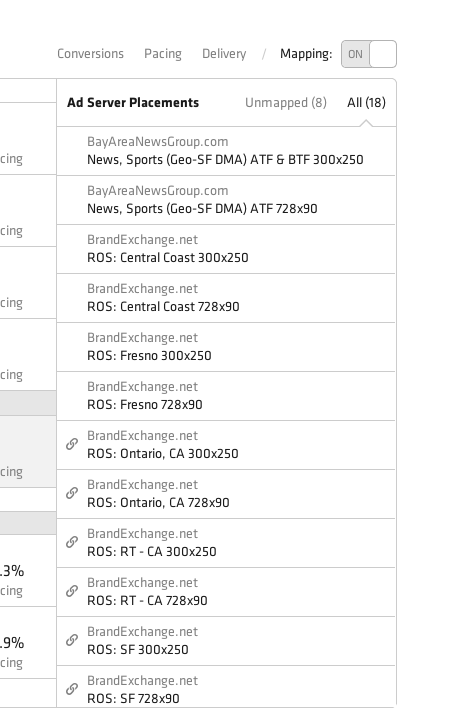 Conversions Pacing Delivery / Mapping: ON
Ad Server Placements Unmapped (8) All (18)
BayAreaNewsGroup.com
cing News, Sports (Geo-SF DMA) ATF & BTF 300x250
BayAreaNewsGroup.com
News, Sports (Geo-SF DMA) ATF 728x90
cing
BrandExchange.net
ROS: Central Coast 300x250
BrandExchange.net
cing
ROS: Central Coast 728x90
BrandExchange.net
ROS: Fresno 300x250
cing
BrandExchange.net
ROS: Fresno 728x90
BrandExchange.net
ROS: Ontario, CA 300x250
cing
BrandExchange.net
ROS: Ontario, CA 728x90
BrandExchange.net
ROS: RT - CA 300x250
.3%
BrandExchange.net
cing
ROS: RT - CA 728x90
BrandExchange.net
.9%
ROS: SF 300x250
cing
BrandExchange.net
ROS: SF 728x90